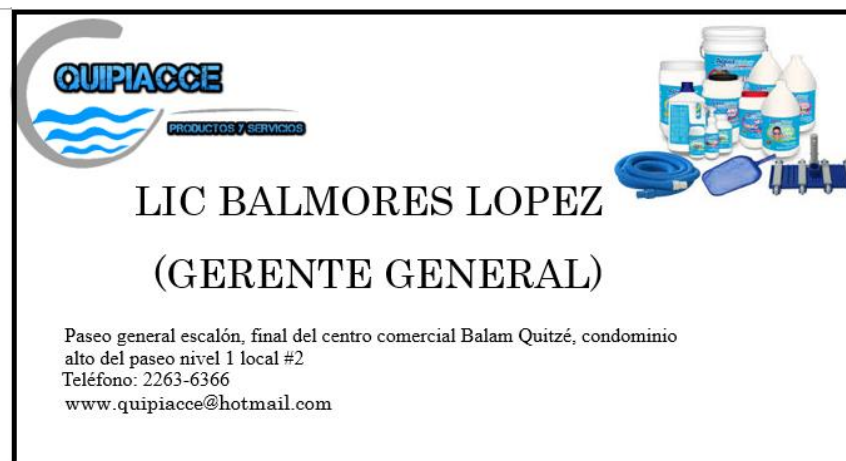 QUIPIACCE
PRODUCTOS Y SERVICIOS
LIC BALMORES LOPEZ
(GERENTE GENERAL)
Paseo general escalón, final del centro comercial Balam Quitzé, condominio
alto del paseo nivel 1 local #2
Teléfono: 2263-6366
www.quipiacce@hotmail.com